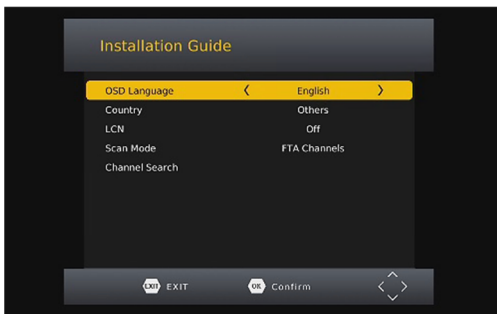 Installation Guide
OSD Language English
Country Others
LCN Off
Scan Mode FTA Channels
Channel Search
EXIT EXIT OK Confirm